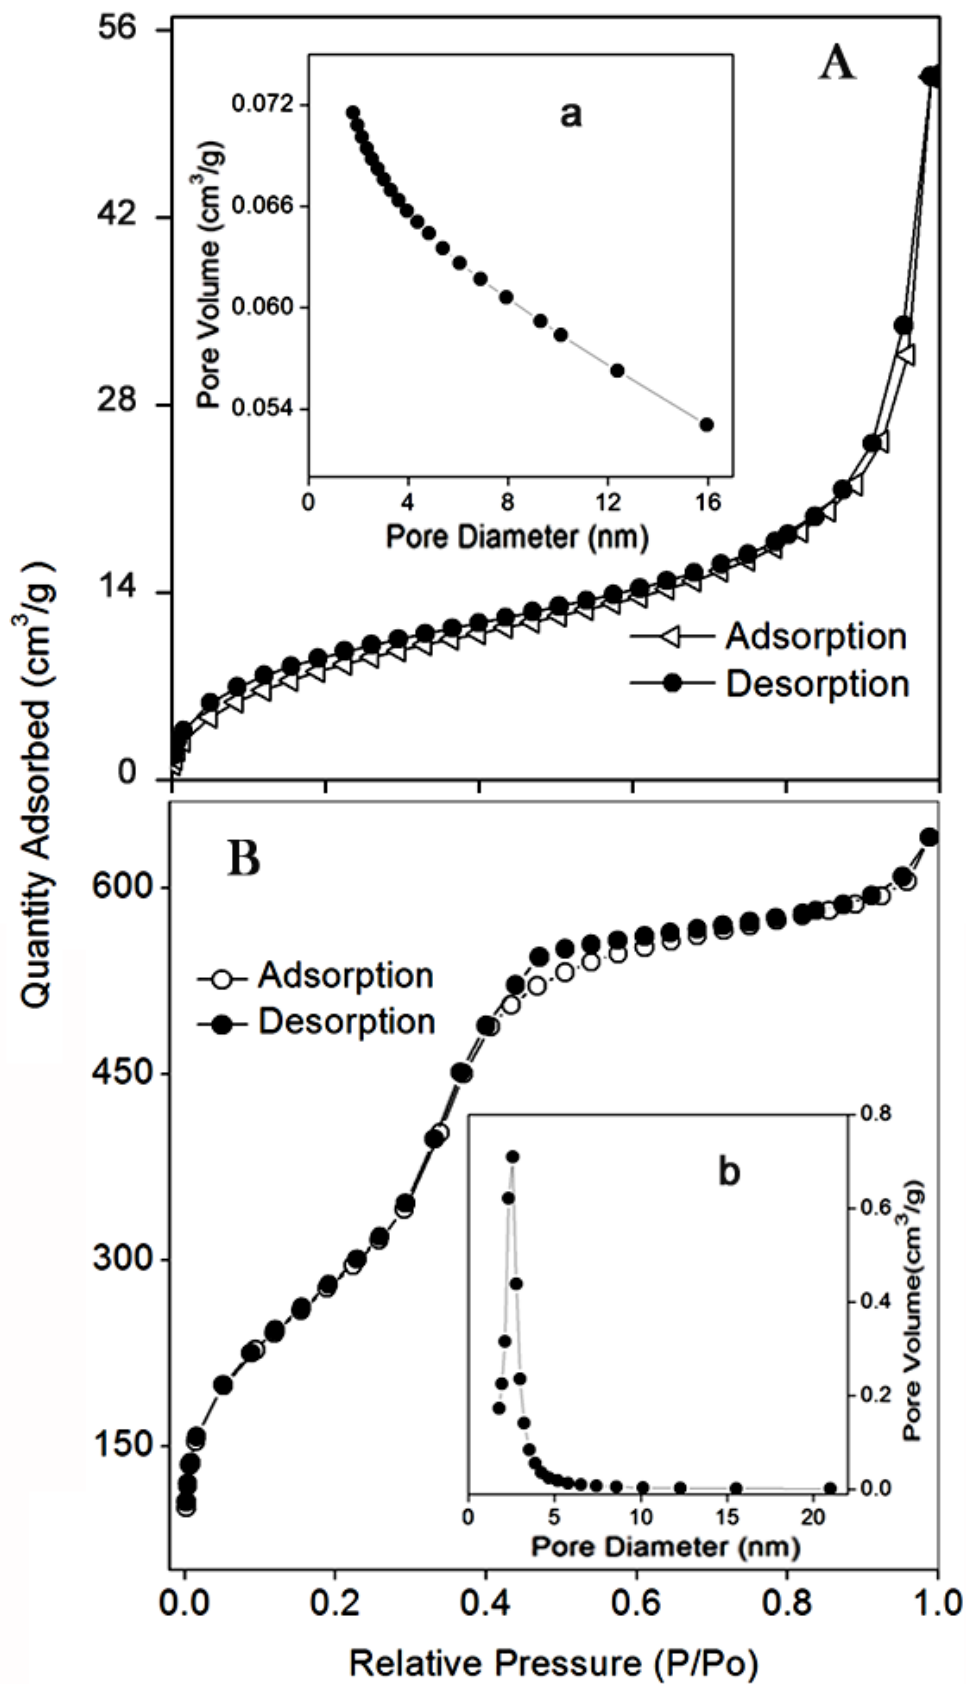 A
56
42
28
14
0
a
0.072
0.066
0.060
0.054
Pore Volume (cm³/g)
0
4
8
12
16
Pore Diameter (nm)
Adsorption
Desorption
Quantity Adsorbed (cm³/g )
B
600
450
300
150
Adsorption
Desorption
b
0.8
0.6
0.4
0.2
0.0
Pore Volume(cm³/g)
0
5
10
15
20
Pore Diameter (nm)
0.0
0.2
0.4
0.6
0.8
1.0
Relative Pressure (P/Po)